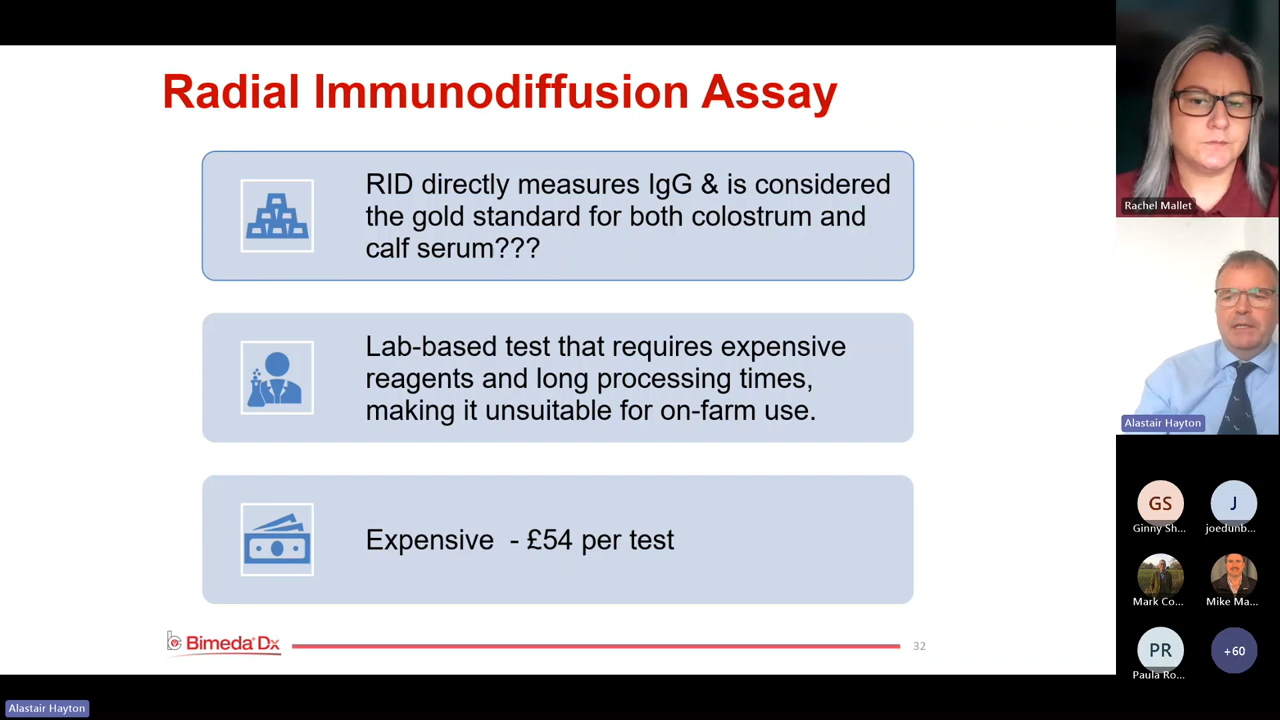 Radial Immunodiffusion Assay
RID directly measures IgG & is considered
the gold standard for both colostrum and
calf serum???
Lab-based test that requires expensive
reagents and long processing times,
making it unsuitable for on-farm use.
Expensive - £54 per test
Bimeda Dx
32
Rachel Mallet
Alastair Hayton
GS
Ginny Sh...
J
joedunb...
Mark Co...
Mike Ma...
PR
Paula Ro...
+60
Alastair Hayton